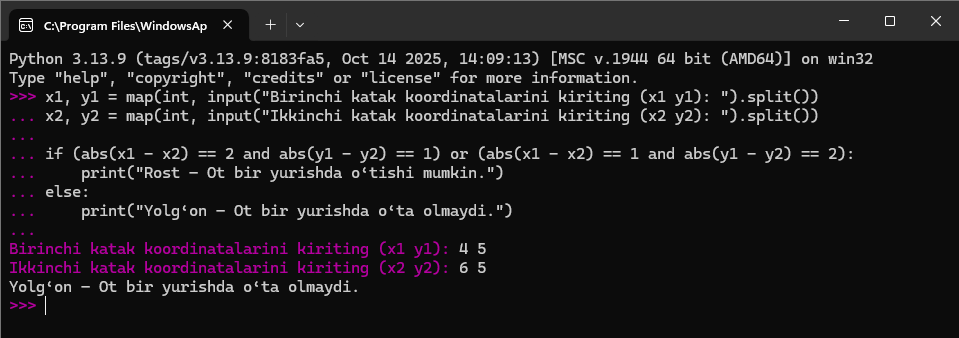 C:\Program Files\WindowsAp
Python 3.13.9 (tags/v3.13.9:8183fa5, Oct 14 2025, 14:09:13) [MSC v.1944 64 bit (AMD64)] on win32
Type "help", "copyright", "credits" or "license" for more information.
>>> x1, y1 = map(int, input("Birinchi katak koordinatalarini kiriting (x1 y1): ").split())
... x2, y2 = map(int, input("Ikkinchi katak koordinatalarini kiriting (x2 y2): ").split())
...
... if (abs(x1 - x2) == 2 and abs(y1 - y2) == 1) or (abs(x1 - x2) == 1 and abs(y1 - y2) == 2):
...     print("Rost – Ot bir yurishda o‘tishi mumkin.")
... else:
...     print("Yolg‘on – Ot bir yurishda o‘ta olmaydi.")
...
Birinchi katak koordinatalarini kiriting (x1 y1): 4 5
Ikkinchi katak koordinatalarini kiriting (x2 y2): 6 5
Yolg‘on – Ot bir yurishda o‘ta olmaydi.
>>>